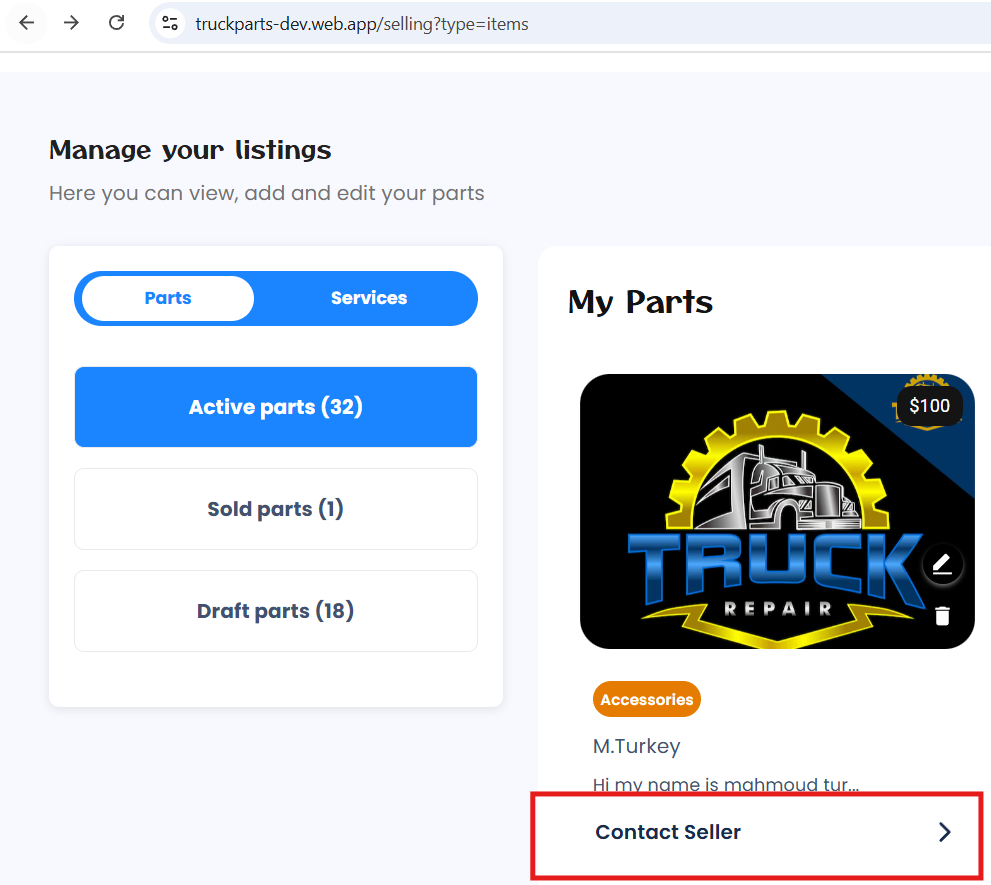 truckparts-dev.web.app/selling?type=items
Manage your listings
Here you can view, add and edit your parts
Parts
Services
Active parts (32)
Sold parts (1)
Draft parts (18)
My Parts
$100
TRUCK
REPAIR
Accessories
M.Turkey
Hi my name is mahmoud tur...
Contact Seller